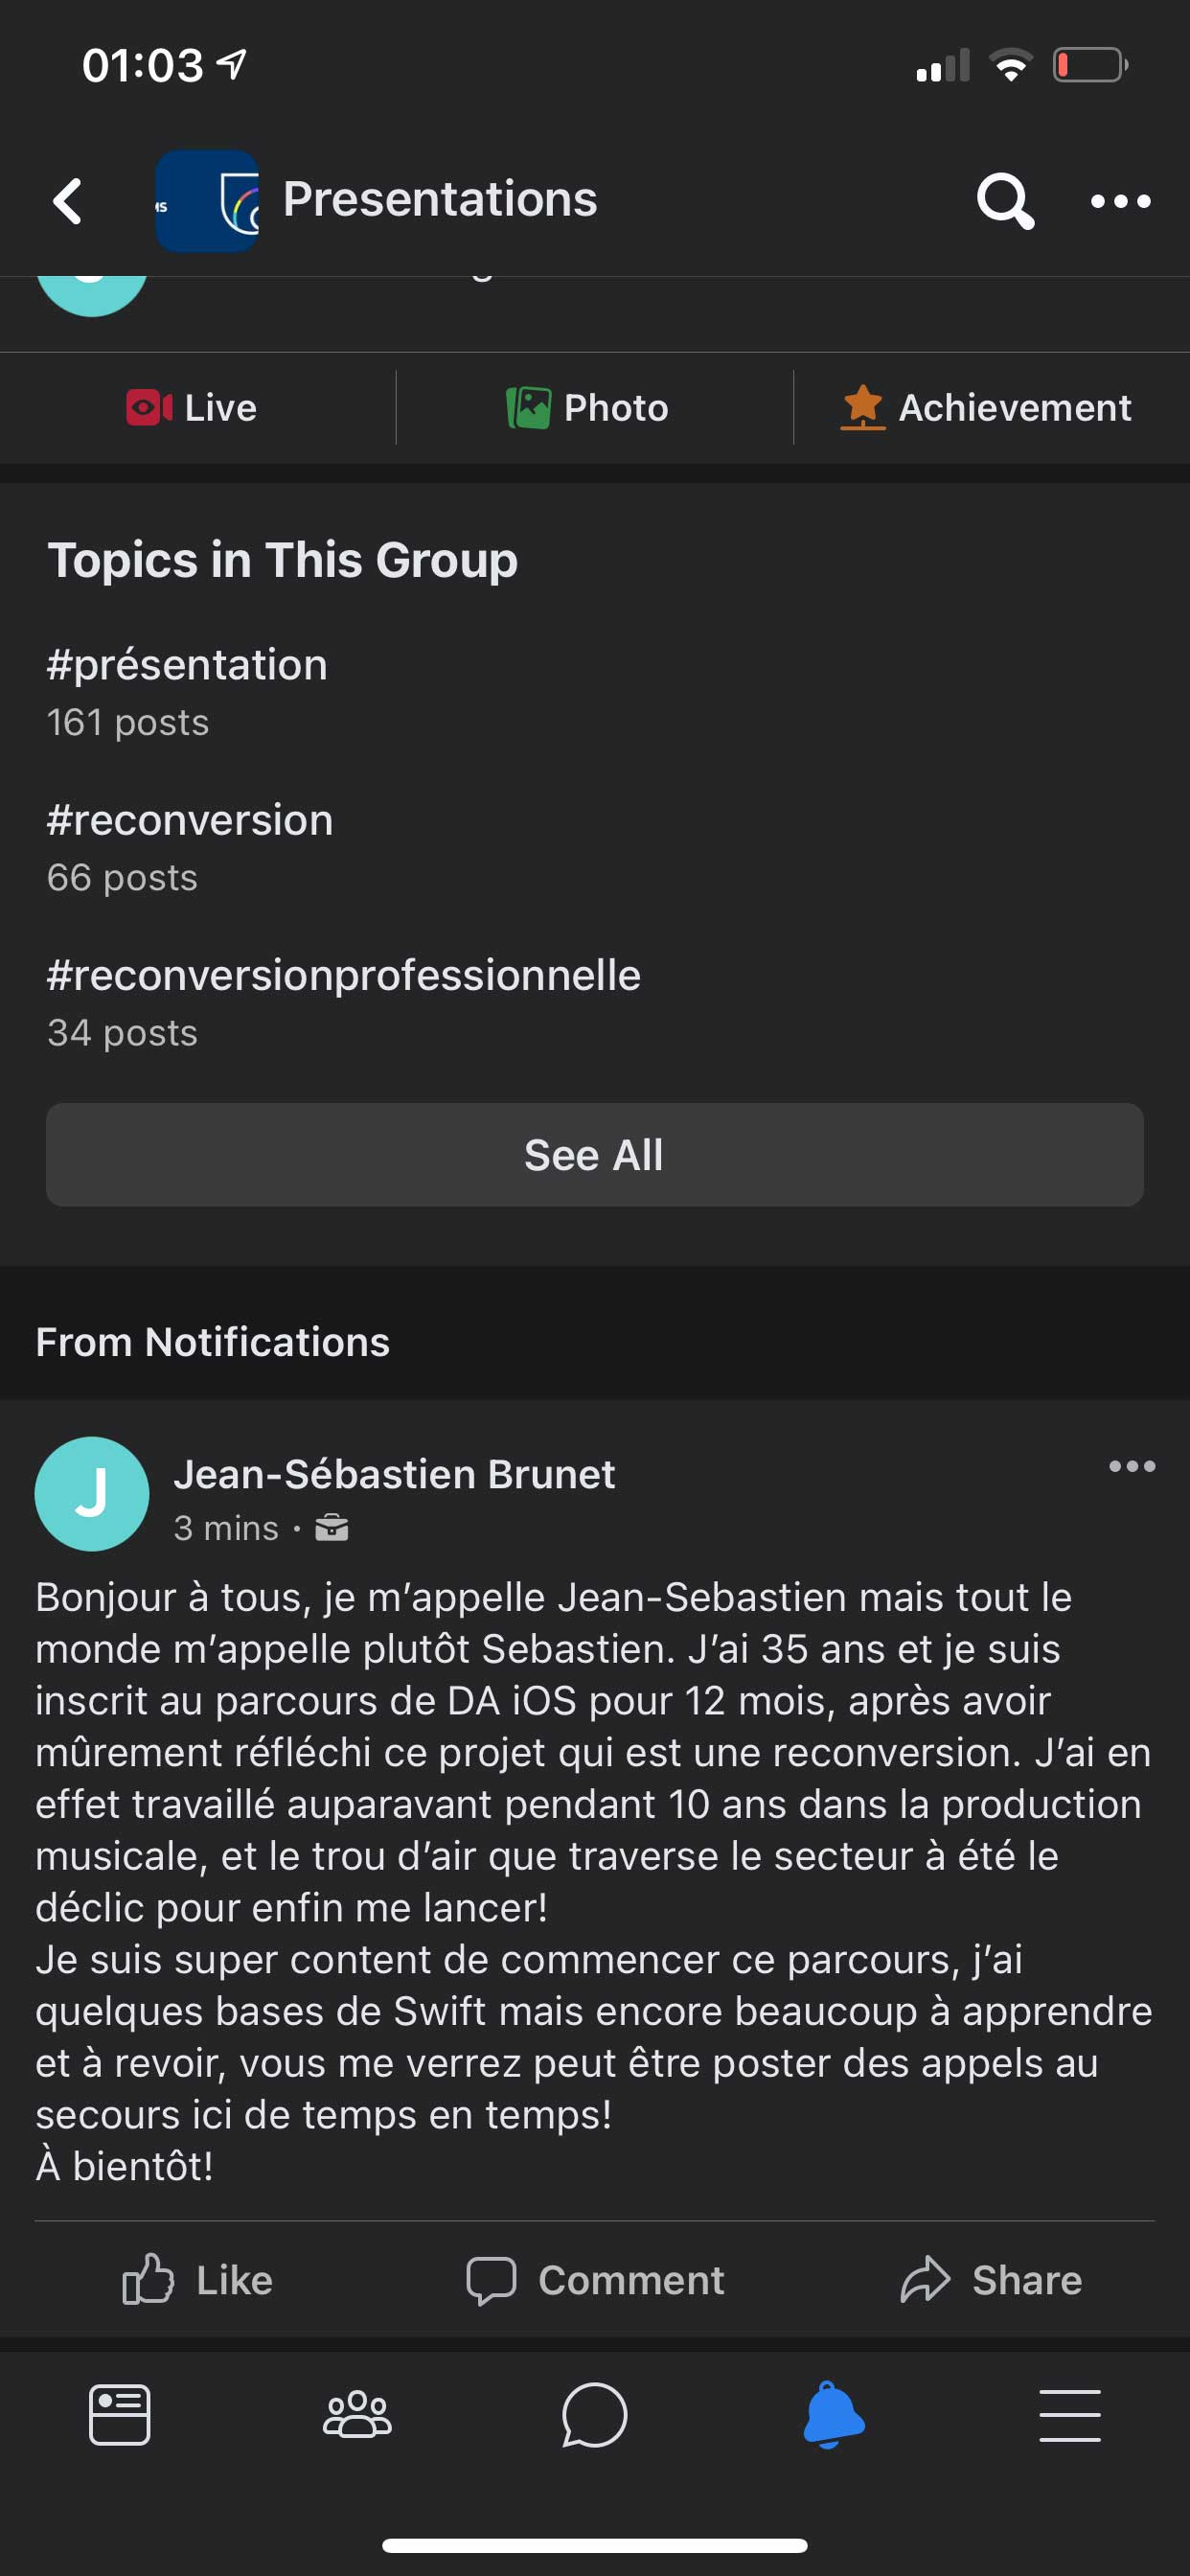 01:03
Presentations
Live
Photo
Achievement
Topics in This Group
#présentation
161 posts
#reconversion
66 posts
#reconversionprofessionnelle
34 posts
See All
From Notifications
J
Jean-Sébastien Brunet
3 mins ·
Bonjour à tous, je m’appelle Jean-Sebastien mais tout le
monde m’appelle plutôt Sebastien. J’ai 35 ans et je suis
inscrit au parcours de DA iOS pour 12 mois, après avoir
mûrement réfléchi ce projet qui est une reconversion. J’ai en
effet travaillé auparavant pendant 10 ans dans la production
musicale, et le trou d’air que traverse le secteur à été le
déclic pour enfin me lancer!
Je suis super content de commencer ce parcours, j’ai
quelques bases de Swift mais encore beaucoup à apprendre
et à revoir, vous me verrez peut être poster des appels au
secours ici de temps en temps!
À bientôt!
Like
Comment
Share